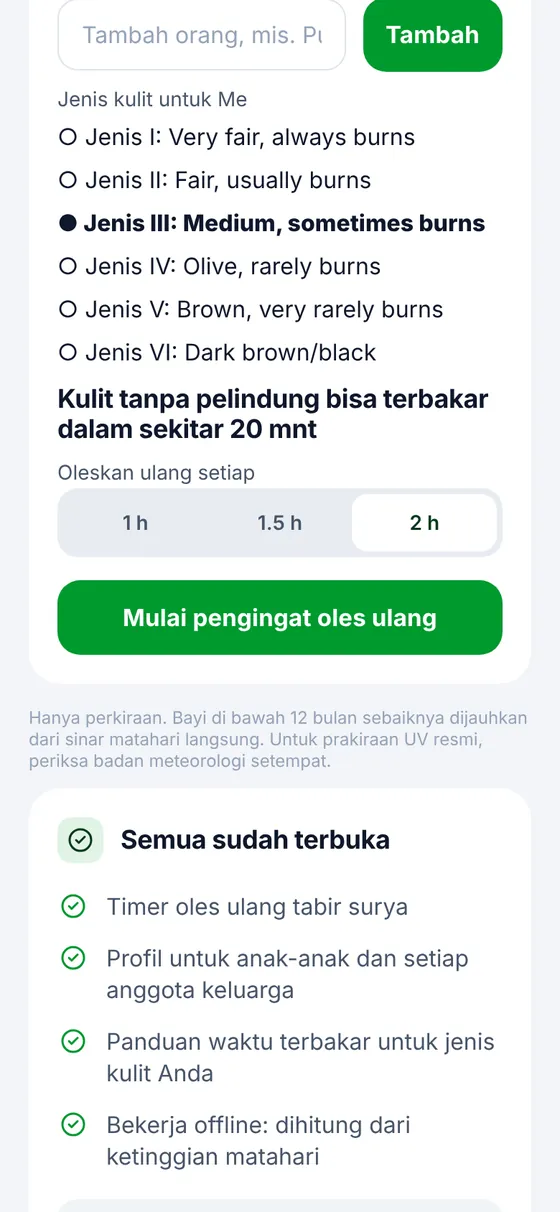 Tambah orang, mis. Pu
Tambah
Jenis kulit untuk Me
Jenis I: Very fair, always burns
Jenis II: Fair, usually burns
Jenis III: Medium, sometimes burns
Jenis IV: Olive, rarely burns
Jenis V: Brown, very rarely burns
Jenis VI: Dark brown/black
Kulit tanpa pelindung bisa terbakar
dalam sekitar 20 mnt
Oleskan ulang setiap
1 h
1.5 h
2 h
Mulai pengingat oles ulang
Hanya perkiraan. Bayi di bawah 12 bulan sebaiknya dijauhkan
dari sinar matahari langsung. Untuk prakiraan UV resmi,
periksa badan meteorologi setempat.
Semua sudah terbuka
Timer oles ulang tabir surya
Profil untuk anak-anak dan setiap
anggota keluarga
Panduan waktu terbakar untuk jenis
kulit Anda
Bekerja offline: dihitung dari
ketinggian matahari